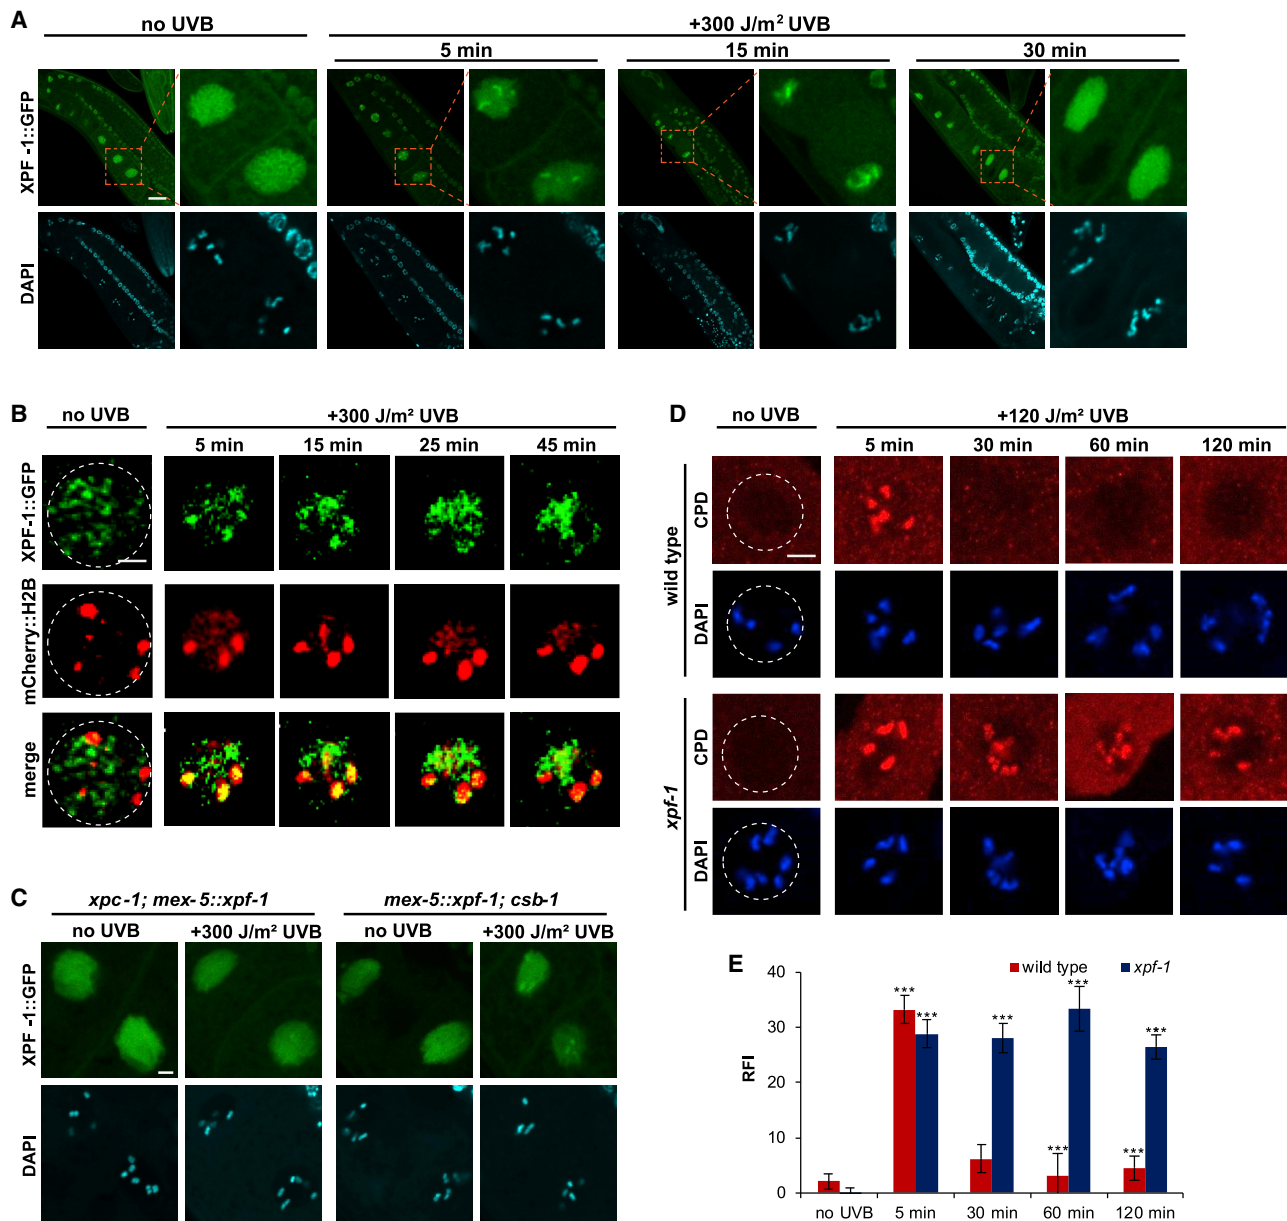 A
no UVB
+300 J/m² UVB
5 min
15 min
30 min
XPF -1::GFP
DAPI
B
no UVB
+300 J/m² UVB
5 min
15 min
25 min
45 min
XPF-1::GFP
mCherry::H2B
merge
C
xpc-1; mex-5::xpf-1
mex-5::xpf-1; csb-1
no UVB
+300 J/m² UVB
no UVB
+300 J/m² UVB
XPF -1::GFP
DAPI
D
no UVB
+120 J/m² UVB
5 min
30 min
60 min
120 min
wild type
CPD
DAPI
xpf-1
CPD
DAPI
E
wild type
xpf-1
RFI
40
30
20
10
0
***
***
***
***
***
***
***
no UVB
5 min
30 min
60 min
120 min